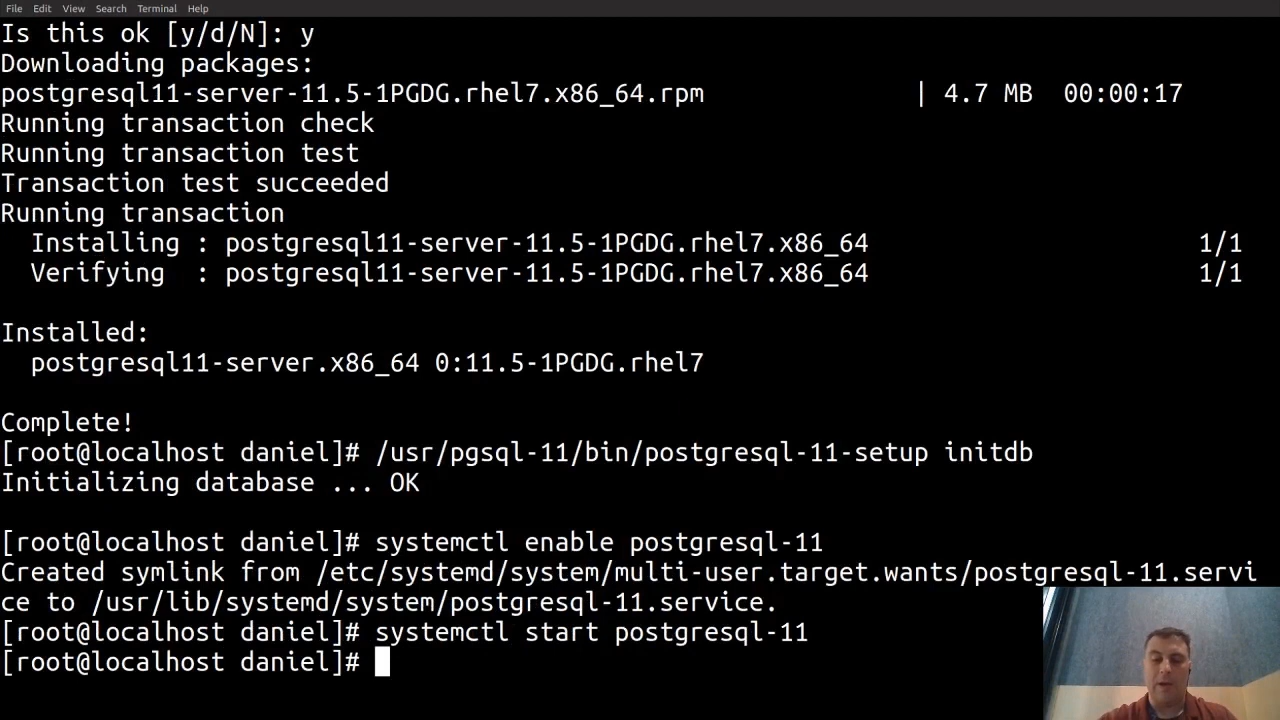 File Edit View Search Terminal Help
Is this ok [y/d/N]: y
Downloading packages:
postgresql11-server-11.5-1PGDG.rhel7.x86_64.rpm | 4.7 MB 00:00:17
Running transaction check
Running transaction test
Transaction test succeeded
Running transaction
Installing : postgresql11-server-11.5-1PGDG.rhel7.x86_64 1/1
Verifying : postgresql11-server-11.5-1PGDG.rhel7.x86_64 1/1
Installed:
postgresql11-server.x86_64 0:11.5-1PGDG.rhel7
Complete!
[root@localhost daniel]# /usr/pgsql-11/bin/postgresql-11-setup initdb
Initializing database ... OK
[root@localhost daniel]# systemctl enable postgresql-11
Created symlink from /etc/systemd/system/multi-user.target.wants/postgresql-11.servi
ce to /usr/lib/systemd/system/postgresql-11.service.
[root@localhost daniel]# systemctl start postgresql-11
[root@localhost daniel]#